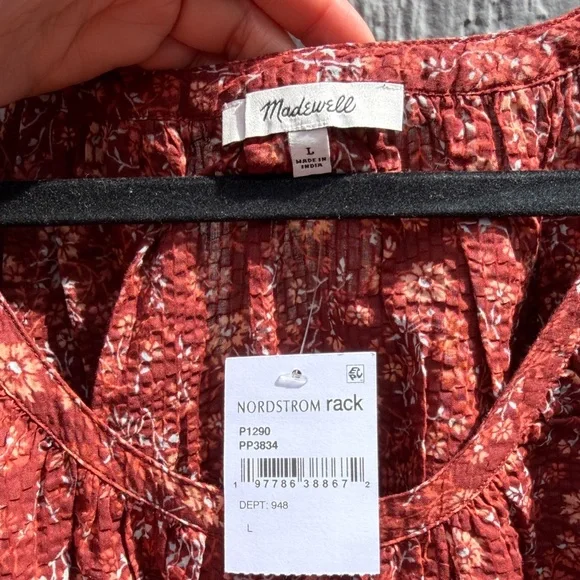 Madewell
L
MADE IN
INDIA
NORDSTROM rack
P1290
PP3834
1 97786 38867 2
DEPT: 948
L